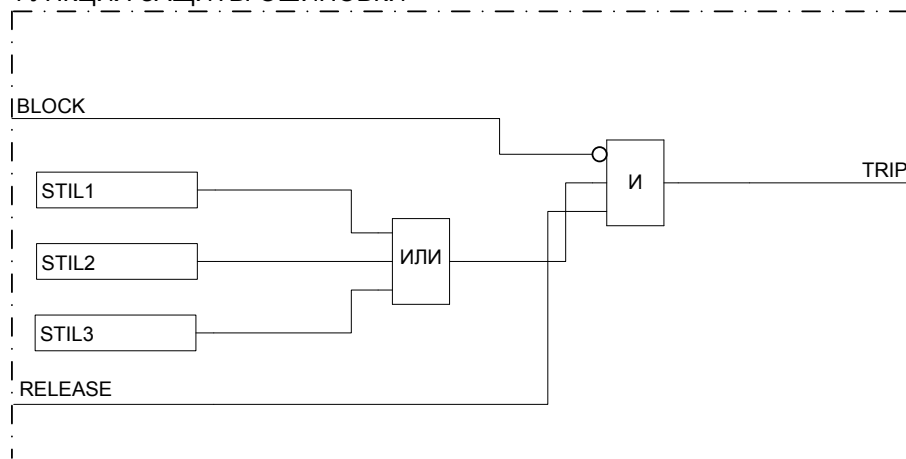 BLOCK
STIL1
И
TRIP
STIL2
ИЛИ
STIL3
RELEASE